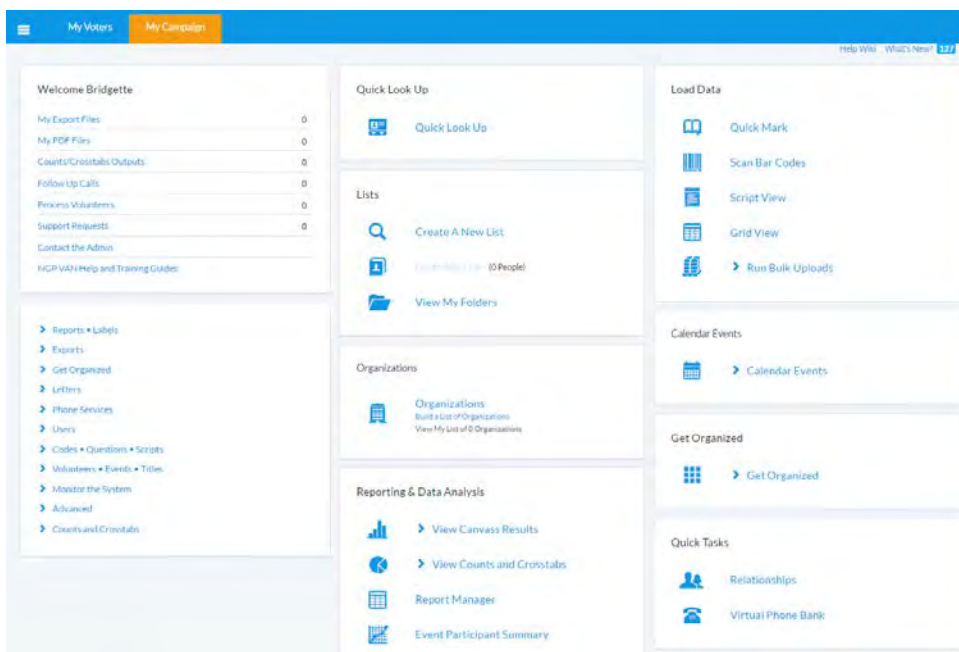 My Voters
My Campaign
Help Wiki
What's New? 127
Welcome Bridgette
My Export Files 0
My PDF Files 0
Counts/Crosstabs Outputs 0
Follow Up Calls 0
Process Volunteers 0
Support Requests 0
Contact the Admin
NGP VAN Help and Training Guides
Reports • Labels
Exports
Get Organized
Letters
Phone Services
Users
Codes • Questions • Scripts
Volunteers • Events • Titles
Monitor the System
Advanced
Counts and Crosstabs
Quick Look Up
Quick Look Up
Lists
Create A New List
(0 People)
View My Folders
Organizations
Organizations
Build a List of Organizations
View My List of 0 Organizations
Reporting & Data Analysis
View Canvass Results
View Counts and Crosstabs
Report Manager
Event Participant Summary
Load Data
Quick Mark
Scan Bar Codes
Script View
Grid View
Run Bulk Uploads
Calendar Events
Calendar Events
Get Organized
Get Organized
Quick Tasks
Relationships
Virtual Phone Bank